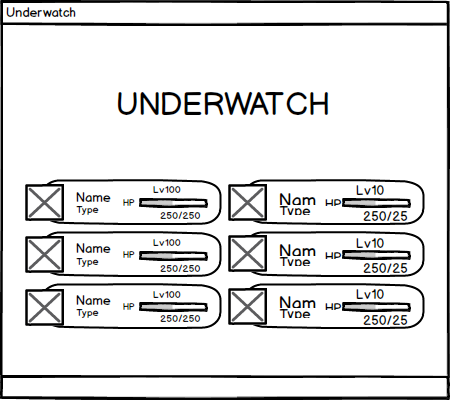 Underwatch
UNDERWATCH
Lv100
Name HP
Type
250/250
Lv10
Nam HP
Type
250/25
Lv100
Name HP
Type
250/250
Lv10
Nam HP
Type
250/25
Lv100
Name HP
Type
250/250
Lv10
Nam HP
Type
250/25